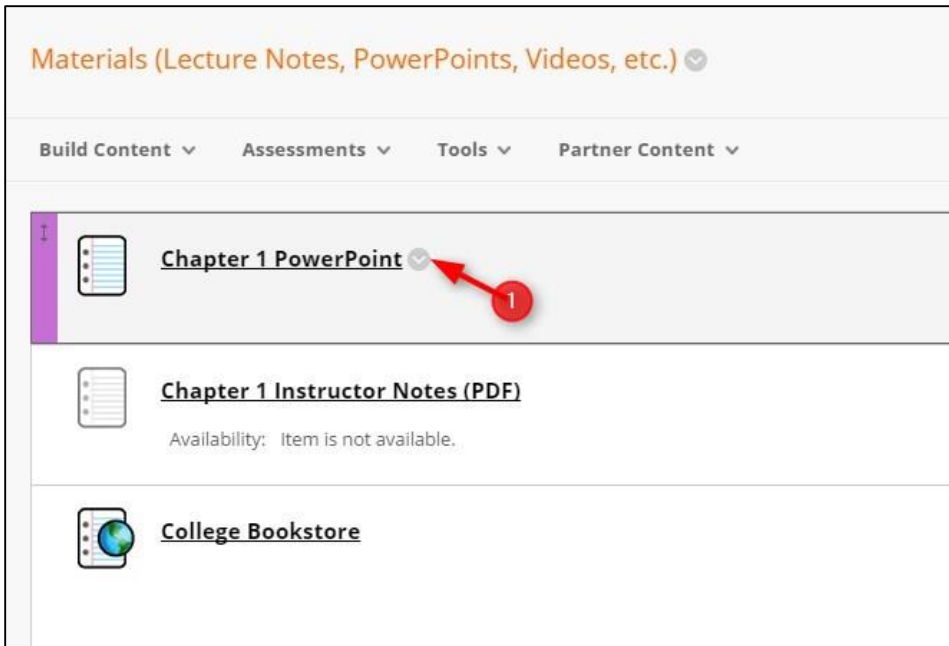 Materials (Lecture Notes, PowerPoints, Videos, etc.)
Build Content Assessments Tools Partner Content
Chapter 1 PowerPoint
1
Chapter 1 Instructor Notes (PDF)
Availability: Item is not available.
College Bookstore